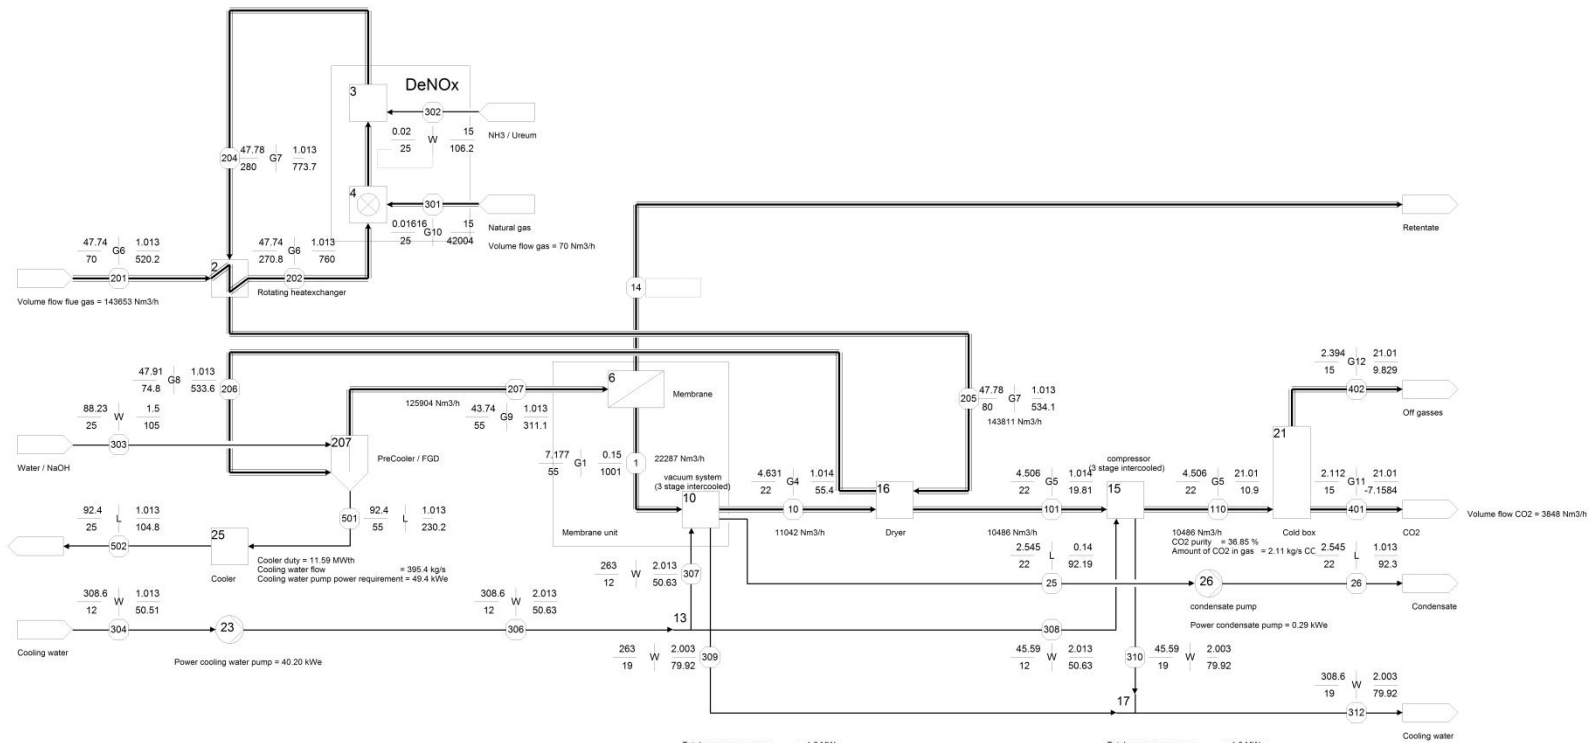 DeNOx
3
302
NH3 / Ureum
0.02 W 15
25 106.2
204
47.78 G7 1.013
280 773.7
4
301
Natural gas
0.01616 G10 15
25 42004
Volume flow gas = 70 Nm3/h
Retentate
47.74 G6 1.013
70 520.2
201
Volume flow flue gas = 143653 Nm3/h
2
Rotating heatexchanger
47.74 G6 1.013
270.8 760
202
14
47.91 G8 1.013
74.8 533.6
206
207
125904 Nm3/h
43.74 G9 1.013
55 311.1
6
Membrane
205
47.78 G7 1.013
80 534.1
143811 Nm3/h
2.394 G12 21.01
15 9.829
402
Off gasses
88.23 W 1.5
25 105
303
Water / NaOH
207
PreCooler / FGD
7.177 G1 0.15
55 1001
1
22287 Nm3/h
vacuum system
(3 stage intercooled)
10
Membrane unit
4.631 G4 1.014
22 55.4
10
11042 Nm3/h
16
Dryer
4.506 G5 1.014
22 19.81
101
10486 Nm3/h
compressor
(3 stage intercooled)
15
4.506 G5 21.01
22 10.9
110
10486 Nm3/h
CO2 purity = 36.85 %
Amount of CO2 in gas = 2.11 kg/s CC
21
Cold box
2.112 G11 21.01
15 -7.1584
401
CO2
Volume flow CO2 = 3848 Nm3/h
92.4 L 1.013
25 104.8
502
25
Cooler
501
92.4 L 1.013
55 230.2
Cooler duty = 11.59 MWth
Cooling water flow = 395.4 kg/s
Cooling water pump power requirement = 49.4 kWe
2.545 L 0.14
22 92.19
25
26
condensate pump
Power condensate pump = 0.29 kWe
2.545 L 1.013
22 92.3
26
Condensate
308.6 W 1.013
12 50.51
304
Cooling water
23
Power cooling water pump = 40.20 kWe
308.6 W 2.013
12 50.63
306
263 W 2.013
12 50.63
307
13
308
263 W 2.003
19 79.92
309
45.59 W 2.013
12 50.63
310
45.59 W 2.003
19 79.92
17
308.6 W 2.003
19 79.92
312
Cooling water